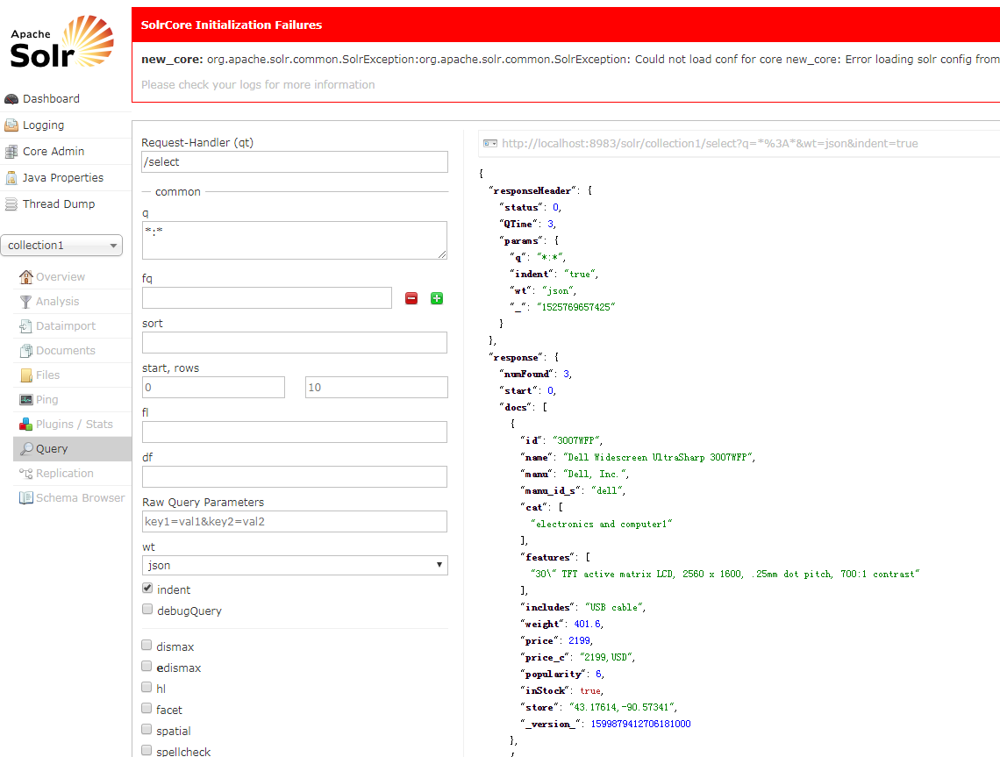 Apache
Solr
SolrCore Initialization Failures
new_core: org.apache.solr.common.SolrException:org.apache.solr.common.SolrException: Could not load conf for core new_core: Error loading solr config from
Please check your logs for more information
Dashboard
Logging
Core Admin
Java Properties
Thread Dump
collection1
Overview
Analysis
Dataimport
Documents
Files
Ping
Plugins / Stats
Query
Replication
Schema Browser
Request-Handler (qt)
/select
common
q
*:*
fq
sort
start, rows
0 10
fl
df
Raw Query Parameters
key1=val1&key2=val2
wt
json
indent
debugQuery
dismax
edismax
hl
facet
spatial
spellcheck
http://localhost:8983/solr/collection1/select?q=*%3A*&wt=json&indent=true
{
"responseHeader": {
"status": 0,
"QTime": 3,
"params": {
"q": "*:*",
"indent": "true",
"wt": "json",
"_": "1525769657425"
}
},
"response": {
"numFound": 3,
"start": 0,
"docs": [
{
"id": "3007WFP",
"name": "Dell Widescreen UltraSharp 3007WFP",
"manu": "Dell, Inc.",
"manu_id_s": "dell",
"cat": [
"electronics and computer1"
],
"features": [
"30\" TFT active matrix LCD, 2560 x 1600, .25mm dot pitch, 700:1 contrast"
],
"includes": "USB cable",
"weight": 401.6,
"price": 2199,
"price_c": "2199,USD",
"popularity": 6,
"inStock": true,
"store": "43.17614,-90.57341",
"_version_": 1599879412706181000
},
{